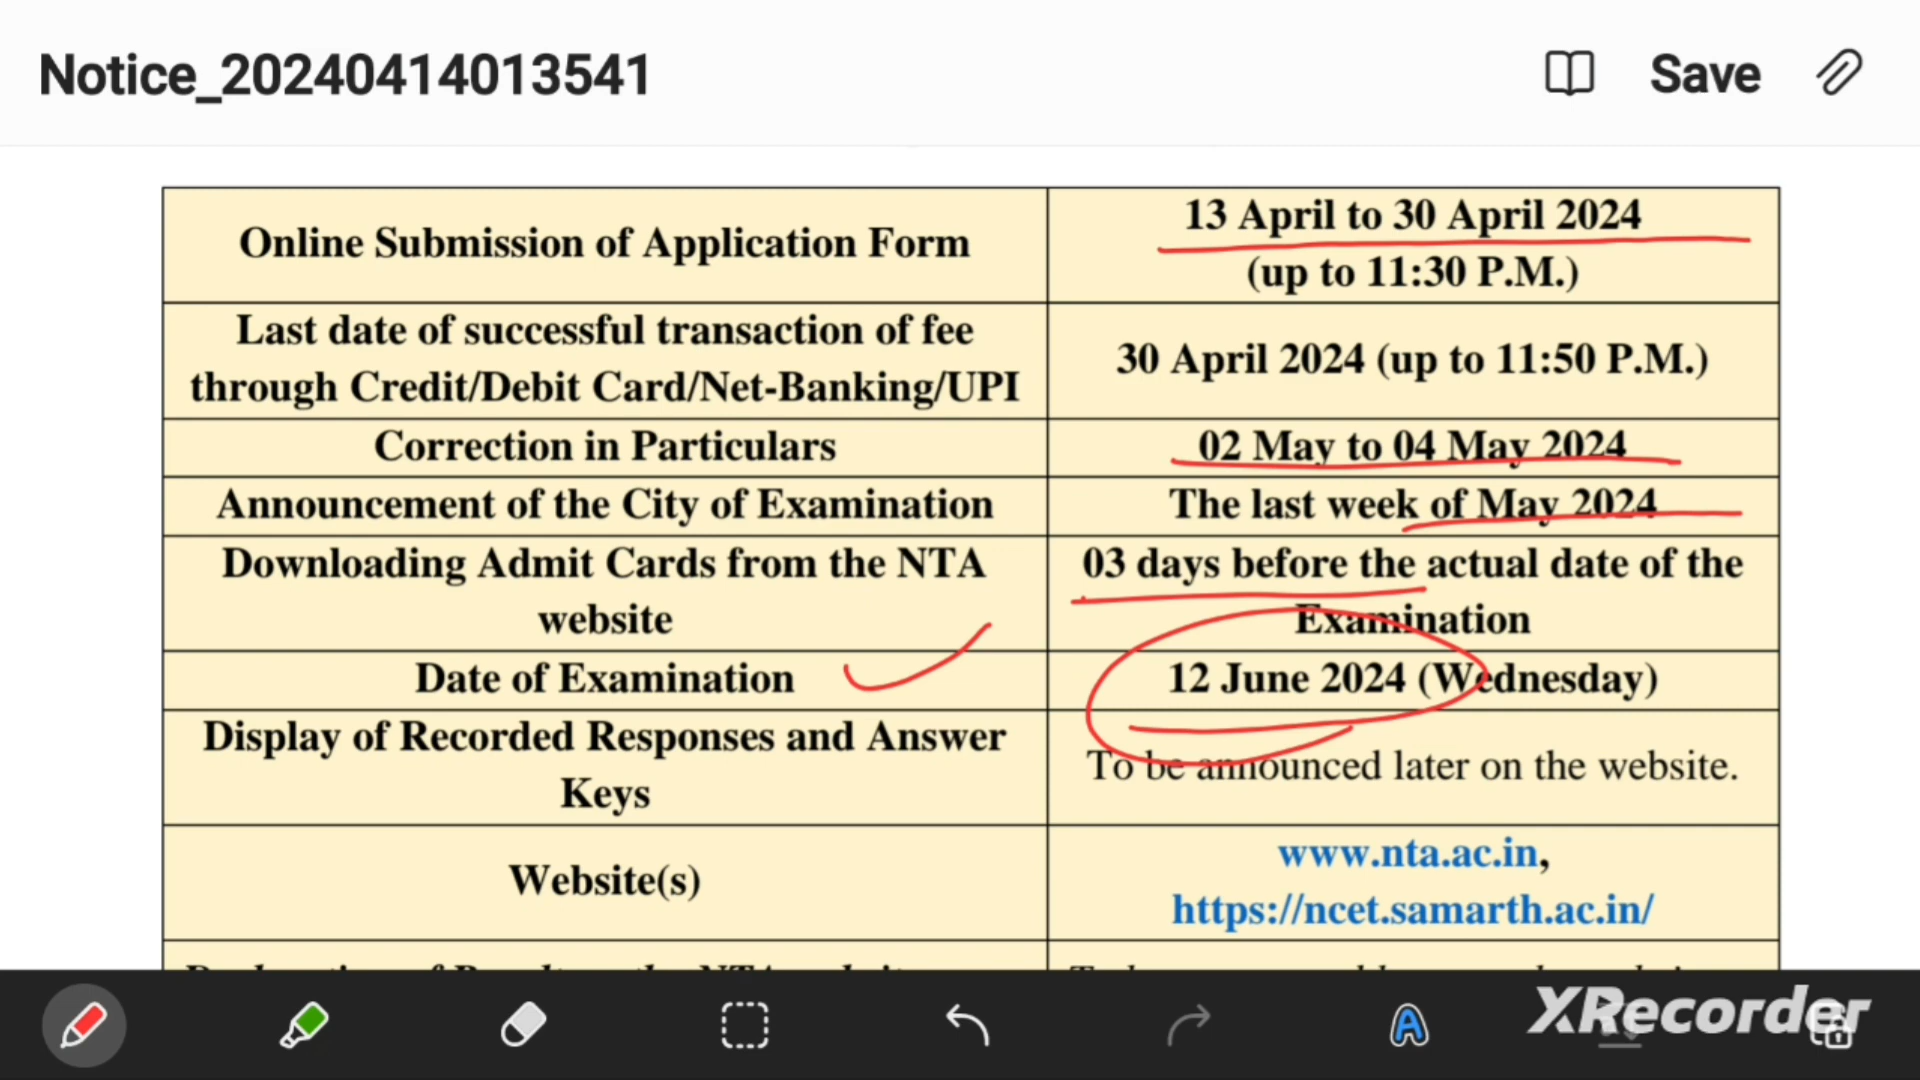 Notice_20240414013541
Save
Online Submission of Application Form
13 April to 30 April 2024
(up to 11:30 P.M.)
Last date of successful transaction of fee
through Credit/Debit Card/Net-Banking/UPI
30 April 2024 (up to 11:50 P.M.)
Correction in Particulars
02 May to 04 May 2024
Announcement of the City of Examination
The last week of May 2024
Downloading Admit Cards from the NTA
website
03 days before the actual date of the
Examination
Date of Examination
12 June 2024 (Wednesday)
Display of Recorded Responses and Answer
Keys
To be announced later on the website.
Website(s)
www.nta.ac.in,
https://ncet.samarth.ac.in/
A
XRecorder